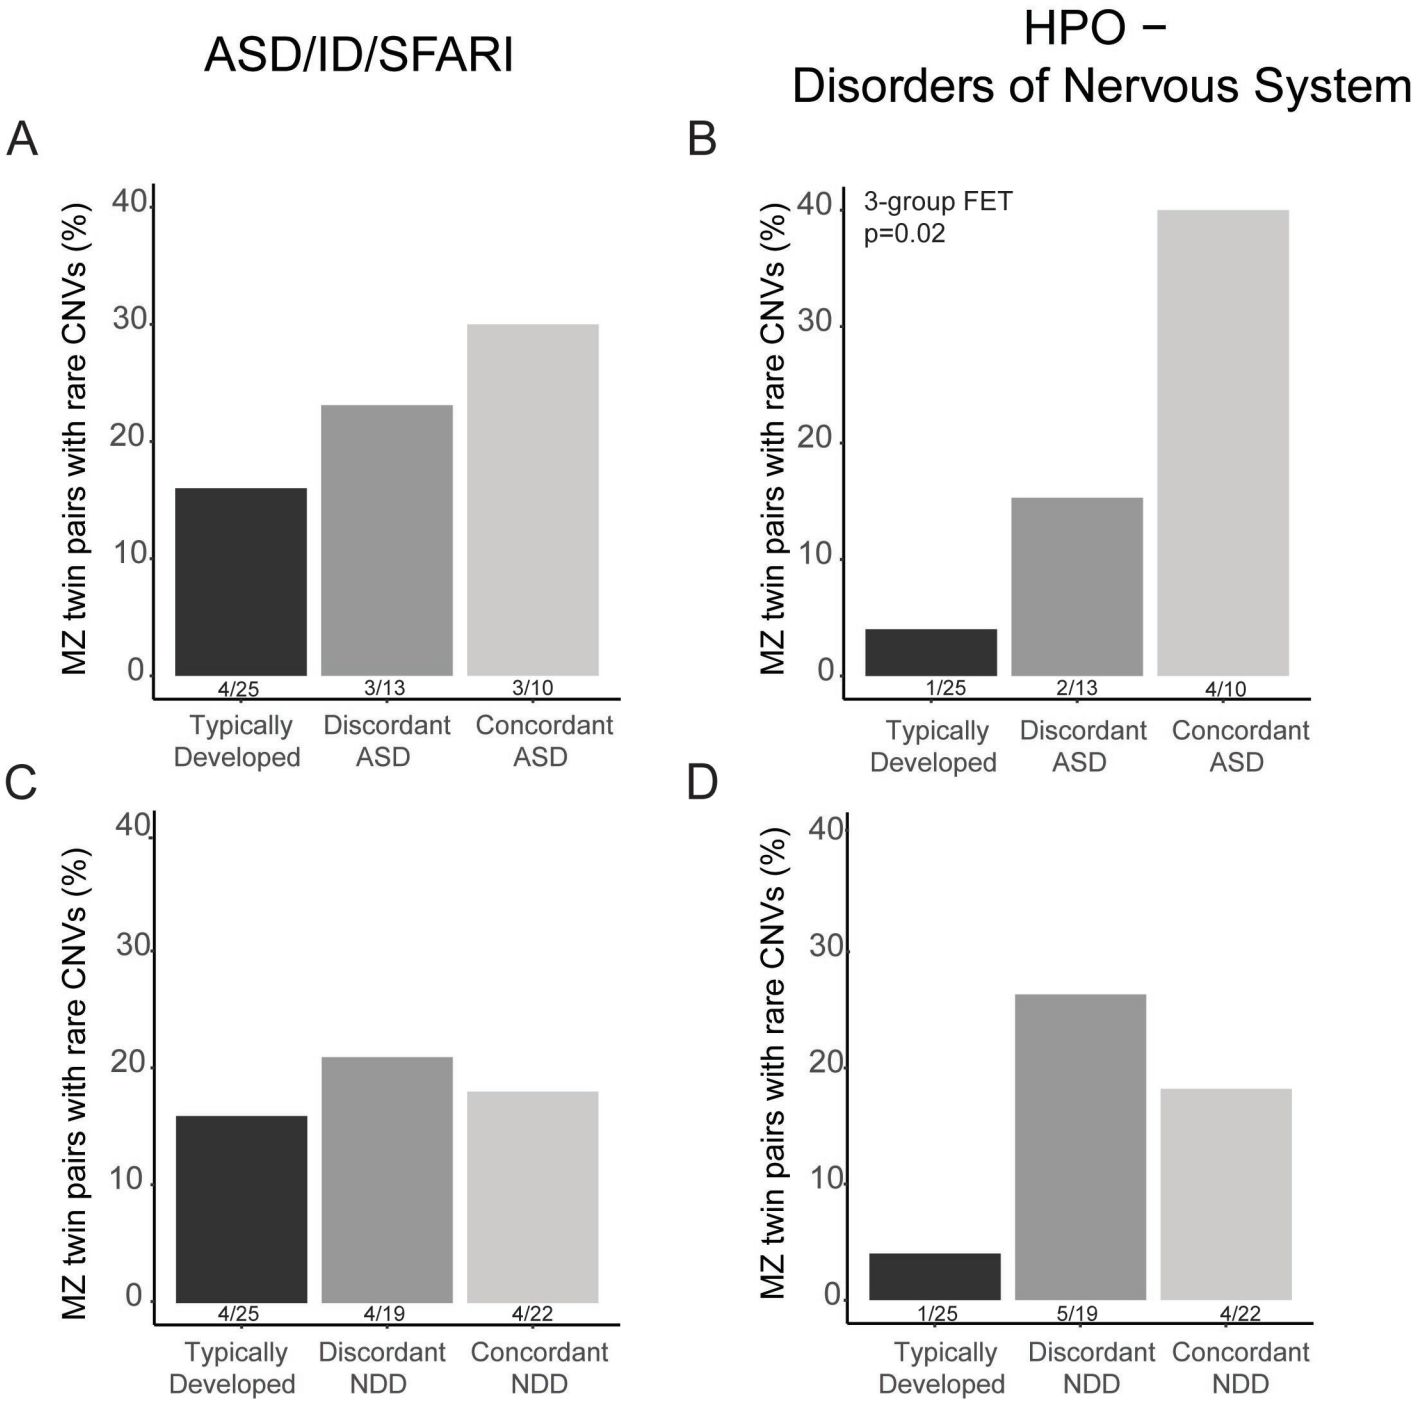 ASD/ID/SFARI
HPO −
Disorders of Nervous System
A
MZ twin pairs with rare CNVs (%)
40
30
20
10
0
4/25
3/13
3/10
Typically
Developed
Discordant
ASD
Concordant
ASD
B
MZ twin pairs with rare CNVs (%)
3-group FET
p=0.02
40
30
20
10
0
1/25
2/13
4/10
Typically
Developed
Discordant
ASD
Concordant
ASD
C
MZ twin pairs with rare CNVs (%)
40
30
20
10
0
4/25
4/19
4/22
Typically
Developed
Discordant
NDD
Concordant
NDD
D
MZ twin pairs with rare CNVs (%)
40
30
20
10
0
1/25
5/19
4/22
Typically
Developed
Discordant
NDD
Concordant
NDD